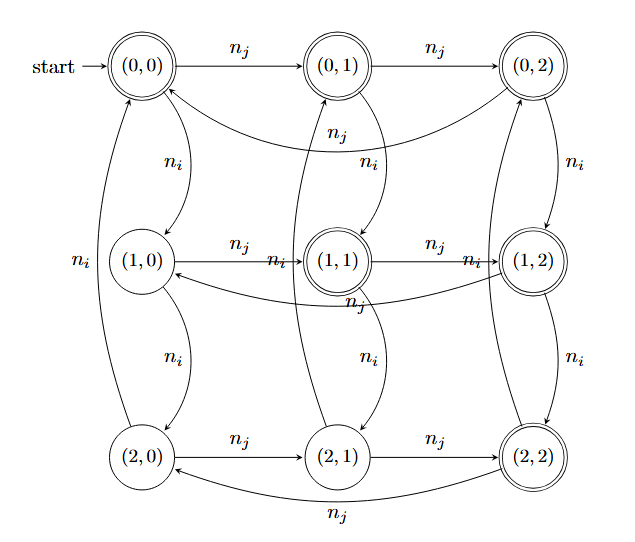 n_j n_j
start (0, 0) (0, 1) (0, 2)
n_j
n_i n_i n_i
n_j n_j
n_i (1, 0) n_i (1, 1) n_i (1, 2)
n_j
n_i n_i n_i
n_j n_j
(2, 0) (2, 1) (2, 2)
n_j